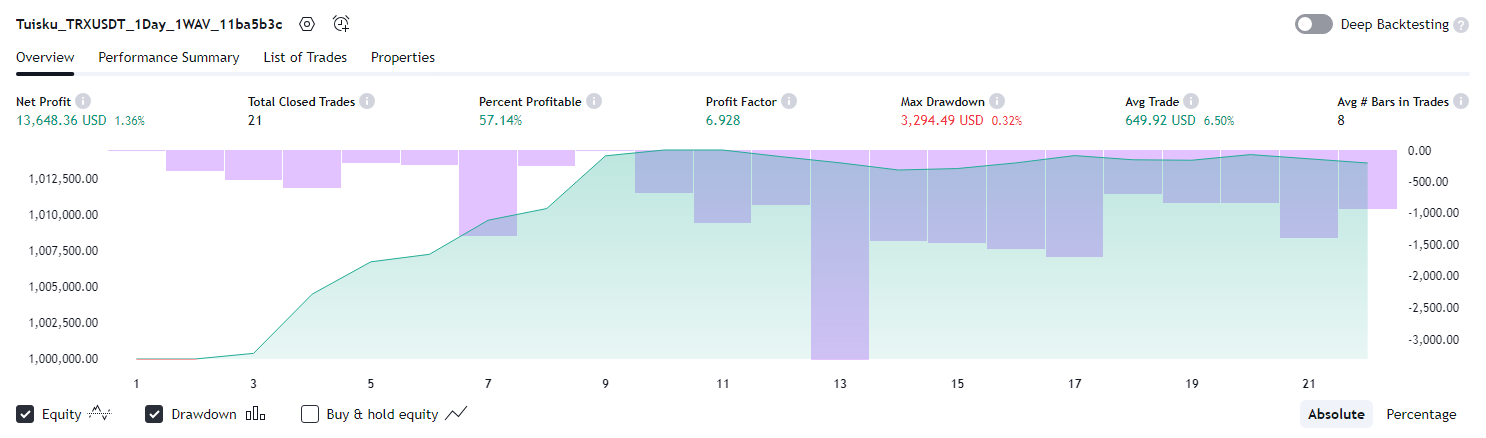 Tuisku_TRXUSDT_1Day_1WAV_11ba5b3c Deep Backtesting ?
Overview Performance Summary List of Trades Properties
Net Profit i Total Closed Trades i Percent Profitable i Profit Factor i Max Drawdown i Avg Trade i Avg # Bars in Trades i
13,648.36 USD 1.36% 21 57.14% 6.928 3,294.49 USD 0.32% 649.92 USD 6.50% 8
0.00
1,012,500.00 -500.00
1,010,000.00 -1,000.00
1,007,500.00 -1,500.00
1,005,000.00 -2,000.00
1,002,500.00 -2,500.00
1,000,000.00 -3,000.00
1 3 5 7 9 11 13 15 17 19 21
Equity Drawdown Buy & hold equity Absolute Percentage